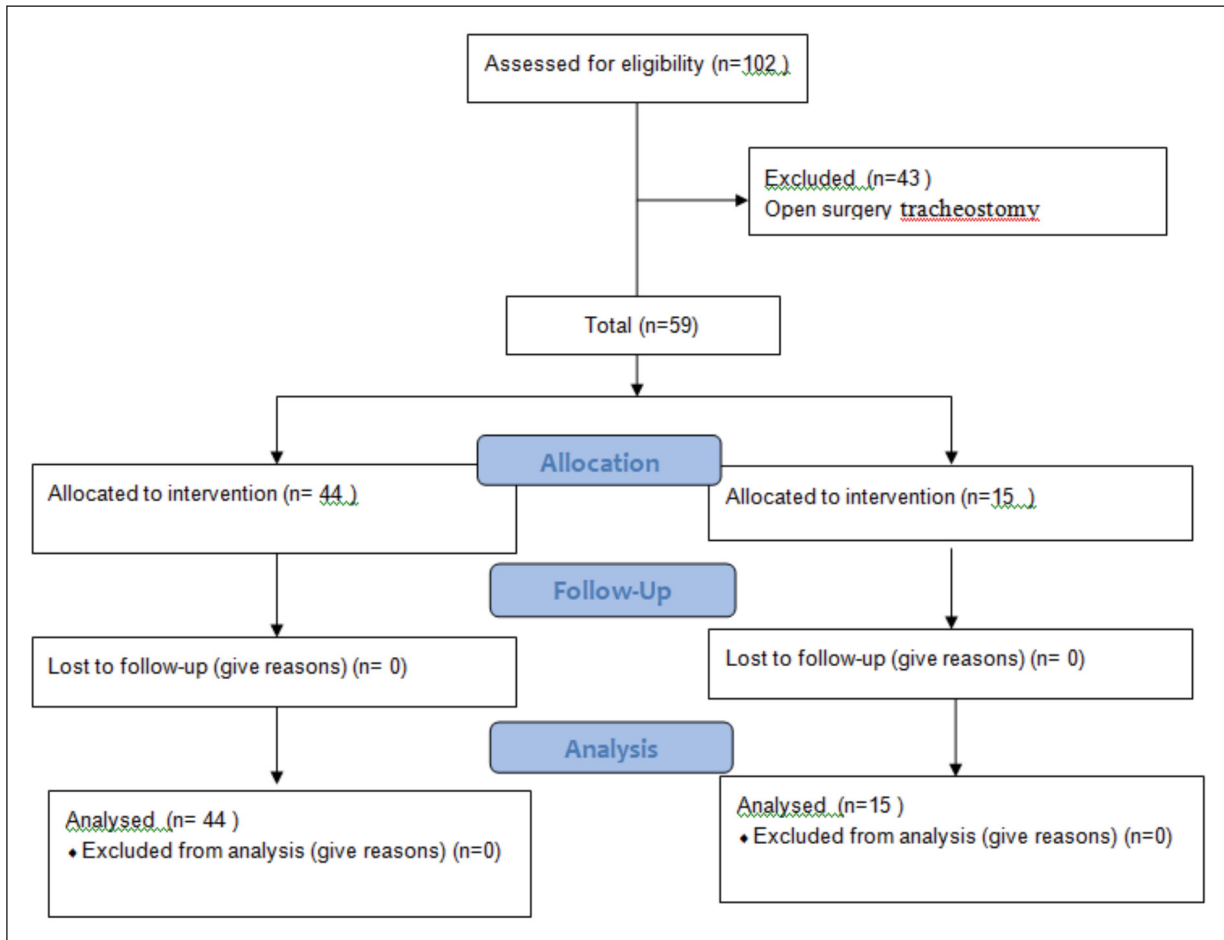 Assessed for eligibility (n=102 )
Excluded (n=43 )
Open surgery tracheostomy
Total (n=59)
Allocation
Allocated to intervention (n= 44 )
Allocated to intervention (n=15 )
Follow-Up
Lost to follow-up (give reasons) (n= 0)
Lost to follow-up (give reasons) (n= 0)
Analysis
Analysed (n= 44 )
♦ Excluded from analysis (give reasons) (n=0)
Analysed (n=15 )
♦ Excluded from analysis (give reasons) (n=0)